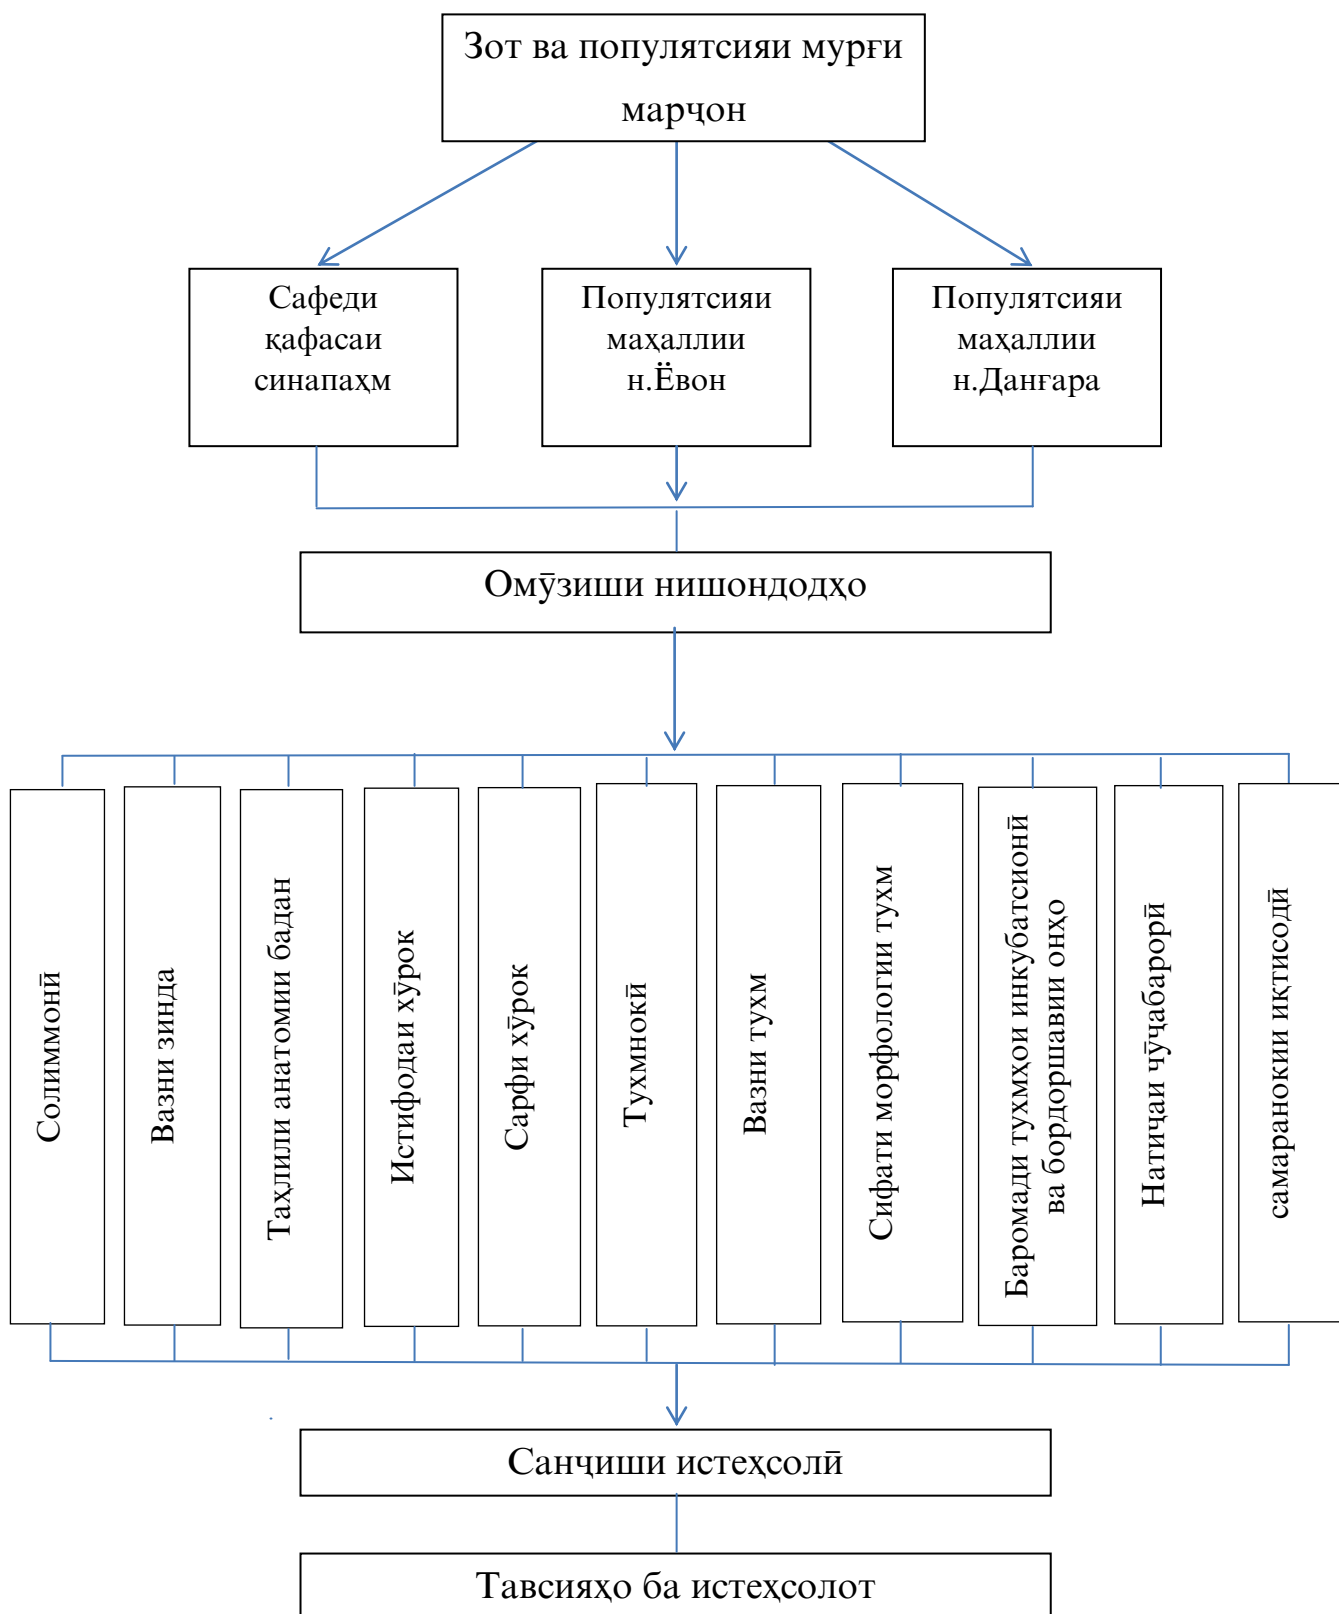 Зот ва популятсияи мурғи
марҷон
Сафеди
қафасаи
синапаҳм
Популятсияи
маҳаллии
н.Ёвон
Популятсияи
маҳаллии
н.Данғара
Омӯзиши нишондодҳо
Солиммонӣ
Вазни зинда
Таҳлили анатомии бадан
Истифодаи хӯрок
Сарфи хӯрок
Тухмнокӣ
Вазни тухм
Сифати морфологии тухм
Баромади тухмҳои инкубатсионӣ
ва бордоршавии онҳо
Натиҷаи чӯҷабарорӣ
самаранокии иқтисодӣ
Санҷиши истеҳсолӣ
Тавсияҳо ба истеҳсолот